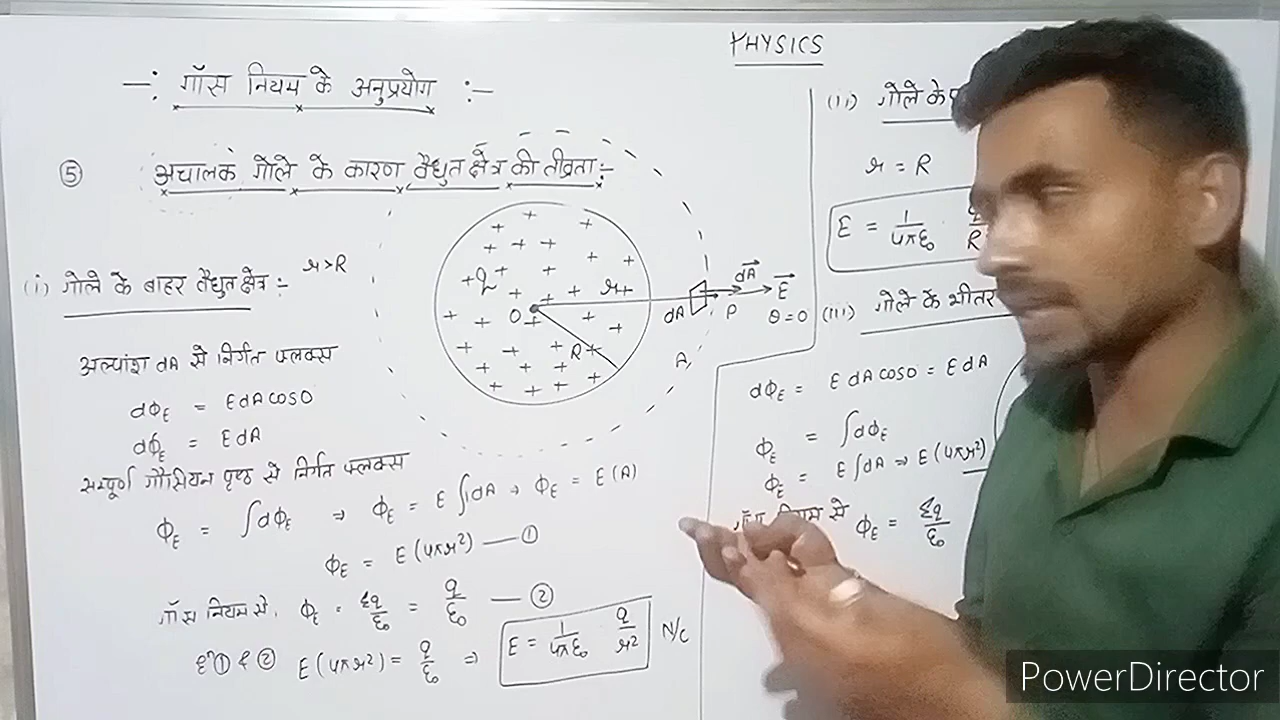 PHYSICS
-: गॉस नियम के अनुप्रयोग :-
⑤ अचालक गोले के कारण वैधुत क्षेत्र की तीव्रता:-
(i) गोले के बाहर वैधुत क्षेत्र :- r>R
अल्पांश dA से निर्गत फ्लक्स
dΦE = EdA cos0
dΦE = EdA
सम्पूर्ण गौसियन पृष्ठ से निर्गत फ्लक्स
ΦE = ∫dΦE ⇒ ΦE = E∫dA ⇒ ΦE = E(A)
ΦE = E(4πr²) — ①
गॉस नियम से, ΦE = Σq/ε₀ = q/ε₀ — ②
① & ② E(4πr²) = q/ε₀ ⇒ E = 1/4πε₀ q/r² N/C
q
O
r
R
dA
dA⃗
P
E⃗
θ=0
A
(ii) गोले के
r = R
E = 1/4πε₀
(iii) गोले के भीतर
dΦE = EdA cos0 = EdA
ΦE = ∫dΦE
ΦE = E∫dA ⇒ E(4πr²)
नियम से ΦE = Σq/ε₀
PowerDirector